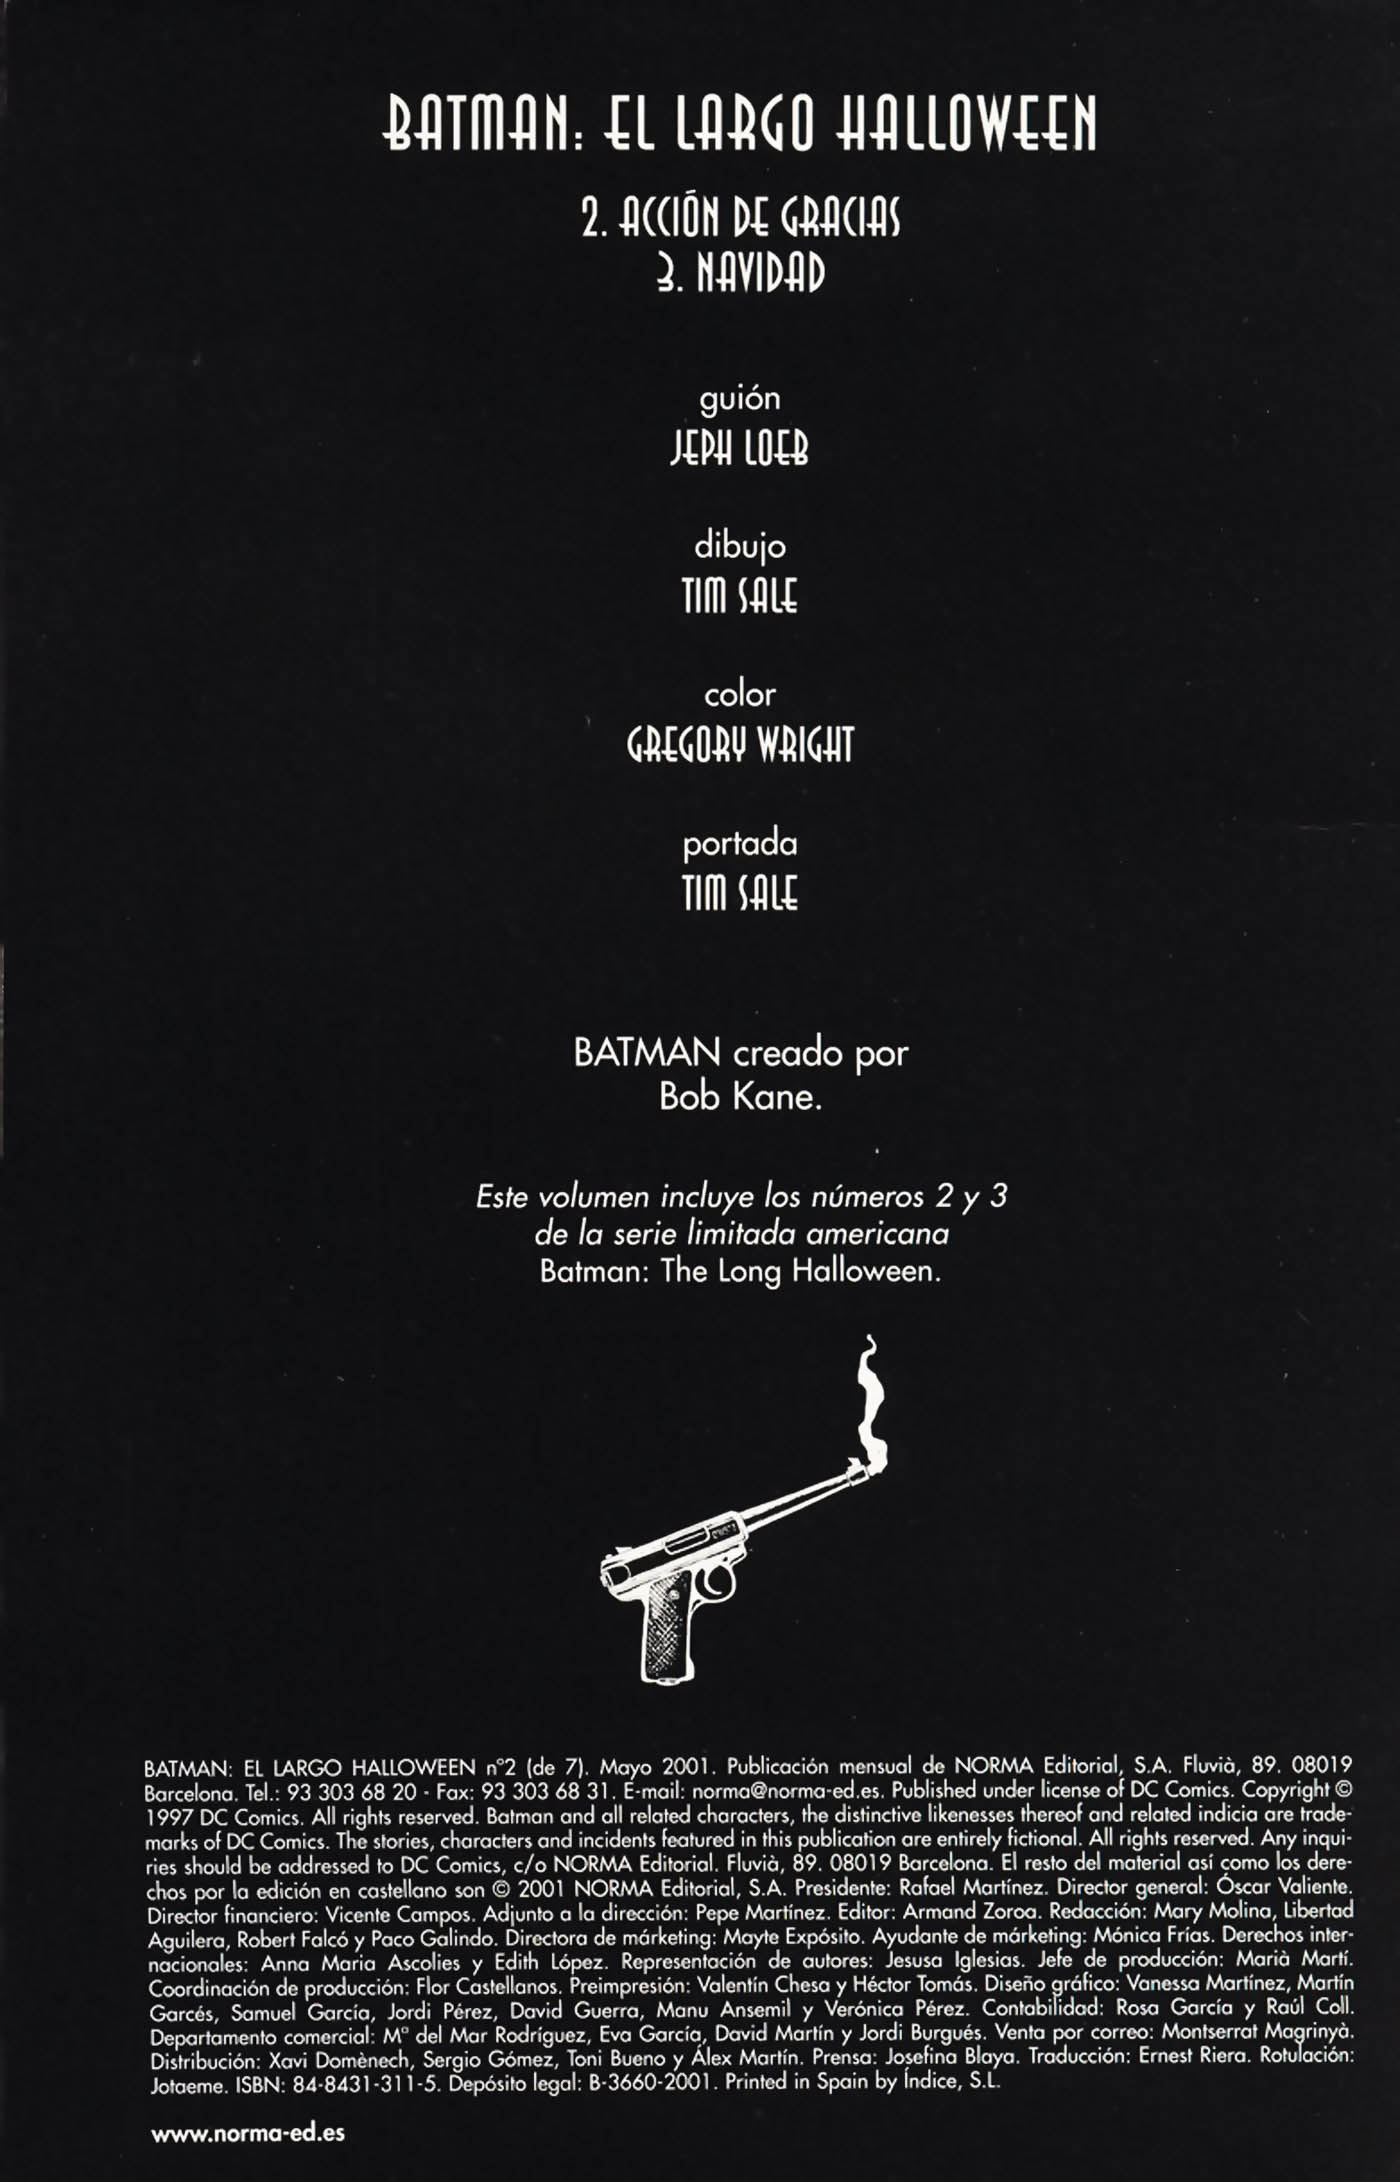 BATMAN: EL LARGO HALLOWEEN
2. ACCIÓN DE GRACIAS
3. NAVIDAD
guión
JEPH LOEB
dibujo
TIM SALE
color
GREGORY WRIGHT
portada
TIM SALE
BATMAN creado por
Bob Kane.
Este volumen incluye los números 2 y 3
de la serie limitada americana
Batman: The Long Halloween.
BATMAN: EL LARGO HALLOWEEN nº2 (de 7). Mayo 2001. Publicación mensual de NORMA Editorial, S.A. Fluvià, 89. 08019
Barcelona. Tel.: 93 303 68 20 - Fax: 93 303 68 31. E-mail: norma@norma-ed.es. Published under license of DC Comics. Copyright ©
1997 DC Comics. All rights reserved. Batman and all related characters, the distinctive likenesses thereof and related indicia are trade-
marks of DC Comics. The stories, characters and incidents featured in this publication are entirely fictional. All rights reserved. Any inqui-
ries should be addressed to DC Comics, c/o NORMA Editorial. Fluvià, 89. 08019 Barcelona. El resto del material así como los dere-
chos por la edición en castellano son © 2001 NORMA Editorial, S.A. Presidente: Rafael Martínez. Director general: Óscar Valiente.
Director financiero: Vicente Campos. Adjunto a la dirección: Pepe Martínez. Editor: Armand Zoroa. Redacción: Mary Molina, Libertad
Aguilera, Robert Falcó y Paco Galindo. Directora de márketing: Mayte Expósito. Ayudante de márketing: Mónica Frías. Derechos inter-
nacionales: Anna Maria Ascolies y Edith López. Representación de autores: Jesusa Iglesias. Jefe de producción: Marià Martí.
Coordinación de producción: Flor Castellanos. Preimpresión: Valentín Chesa y Héctor Tomás. Diseño gráfico: Vanessa Martínez, Martín
Garcés, Samuel García, Jordi Pérez, David Guerra, Manu Ansemil y Verónica Pérez. Contabilidad: Rosa García y Raúl Coll.
Departamento comercial: Mº del Mar Rodríguez, Eva García, David Martín y Jordi Burgués. Venta por correo: Montserrat Magrinyà.
Distribución: Xavi Domènech, Sergio Gómez, Toni Bueno y Álex Martín. Prensa: Josefina Blaya. Traducción: Ernest Riera. Rotulación:
Jotaeme. ISBN: 84-8431-311-5. Depósito legal: B-3660-2001. Printed in Spain by Índice, S.L.
www.norma-ed.es